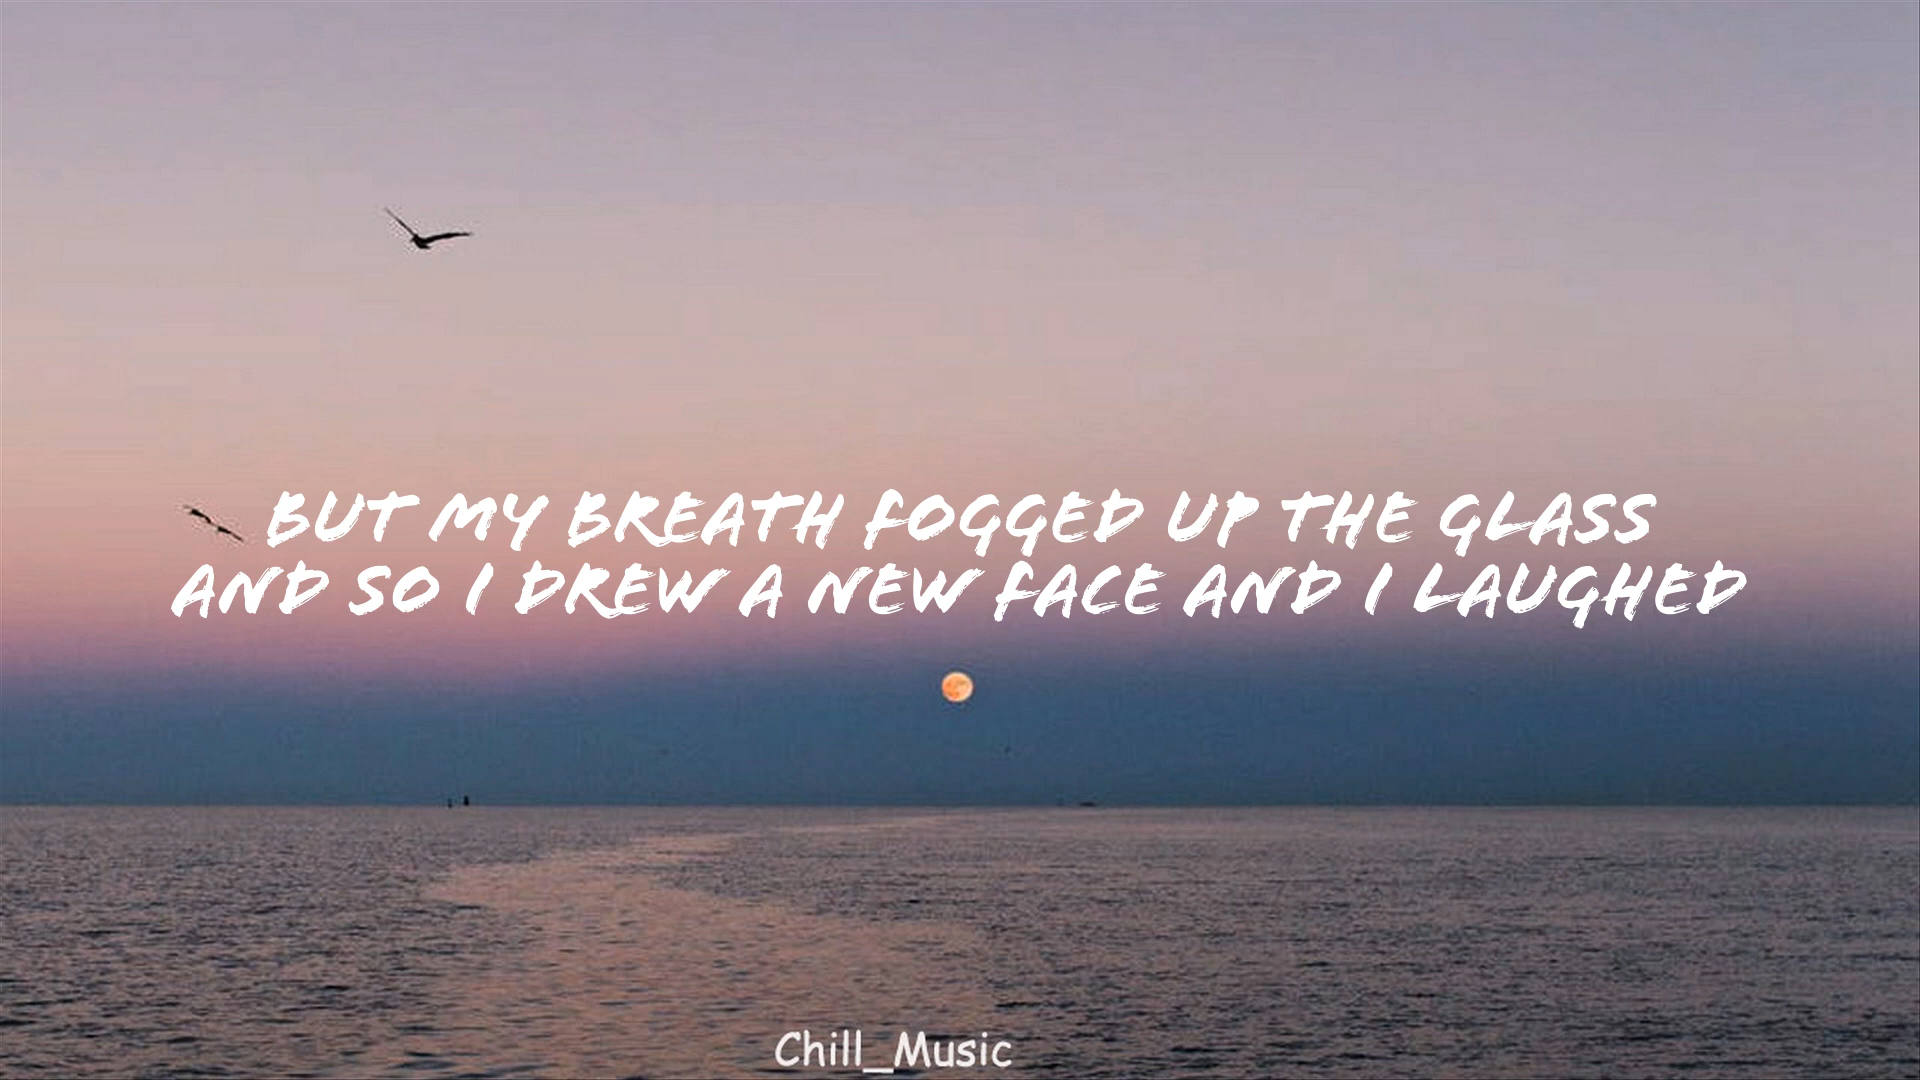 BUT MY BREATH FOGGED UP THE GLASS
AND SO I DREW A NEW FACE AND I LAUGHED
Chill_Music